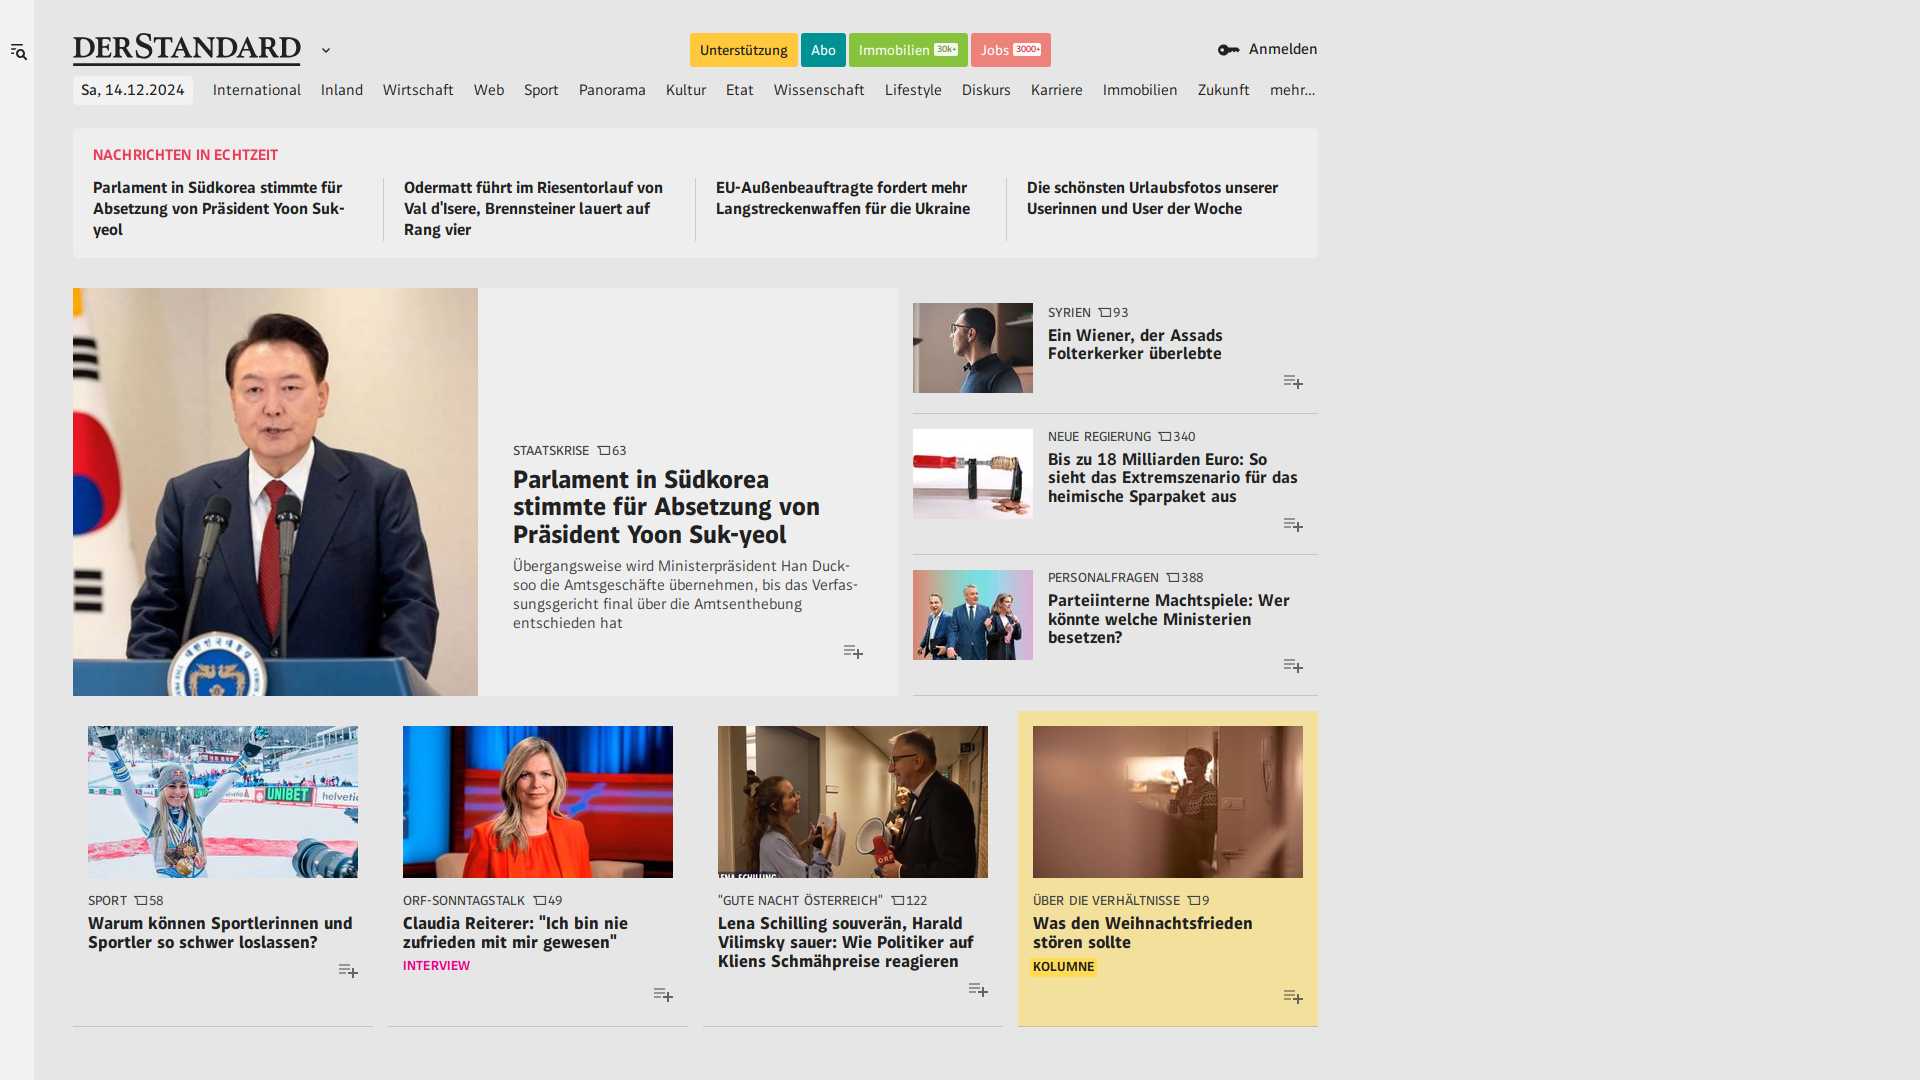 DERSTANDARD
Unterstützung
Abo
Immobilien 30k+
Jobs 3000+
Anmelden
Sa, 14.12.2024
International
Inland
Wirtschaft
Web
Sport
Panorama
Kultur
Etat
Wissenschaft
Lifestyle
Diskurs
Karriere
Immobilien
Zukunft
mehr...
NACHRICHTEN IN ECHTZEIT
Parlament in Südkorea stimmte für
Absetzung von Präsident Yoon Suk-
yeol
Odermatt führt im Riesentorlauf von
Val d'Isere, Brennsteiner lauert auf
Rang vier
EU-Außenbeauftragte fordert mehr
Langstreckenwaffen für die Ukraine
Die schönsten Urlaubsfotos unserer
Userinnen und User der Woche
STAATSKRISE 63
Parlament in Südkorea
stimmte für Absetzung von
Präsident Yoon Suk-yeol
Übergangsweise wird Ministerpräsident Han Duck-
soo die Amtsgeschäfte übernehmen, bis das Verfas-
sungsgericht final über die Amtsenthebung
entschieden hat
SYRIEN 93
Ein Wiener, der Assads
Folterkerker überlebte
NEUE REGIERUNG 340
Bis zu 18 Milliarden Euro: So
sieht das Extremszenario für das
heimische Sparpaket aus
PERSONALFRAGEN 388
Parteiinterne Machtspiele: Wer
könnte welche Ministerien
besetzen?
UNIBET
helvetic
SPORT 58
Warum können Sportlerinnen und
Sportler so schwer loslassen?
ORF-SONNTAGSTALK 49
Claudia Reiterer: "Ich bin nie
zufrieden mit mir gewesen"
INTERVIEW
ORF
LENA SCHILLING
"GUTE NACHT ÖSTERREICH" 122
Lena Schilling souverän, Harald
Vilimsky sauer: Wie Politiker auf
Kliens Schmähpreise reagieren
ÜBER DIE VERHÄLTNISSE 9
Was den Weihnachtsfrieden
stören sollte
KOLUMNE